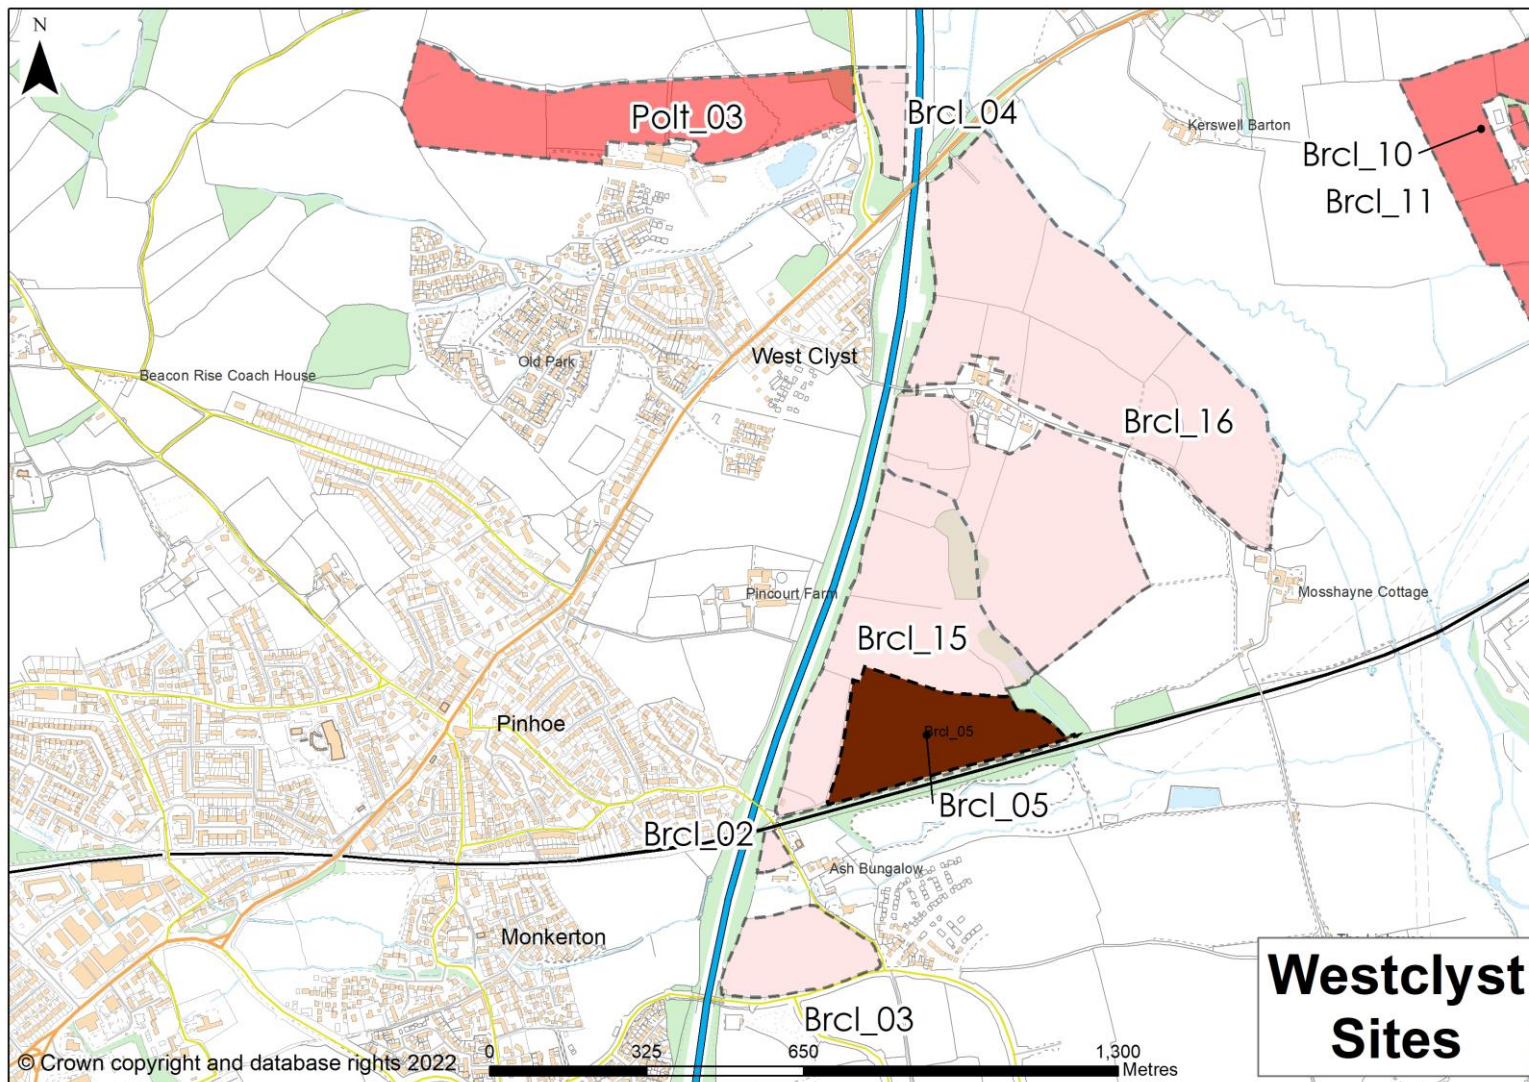 N
Polt_03
Brcl_04
Kerswell Barton
Brcl_10
Brcl_11
West Clyst
Old Park
Beacon Rise Coach House
Brcl_16
Pincourt Farm
Mosshayne Cottage
Brcl_15
Pinhoe
Brcl_05
Brcl_05
Brcl_02
Ash Bungalow
Monkerton
Westclyst
Sites
Brcl_03
© Crown copyright and database rights 2022
0 325 650 1,300
Metres